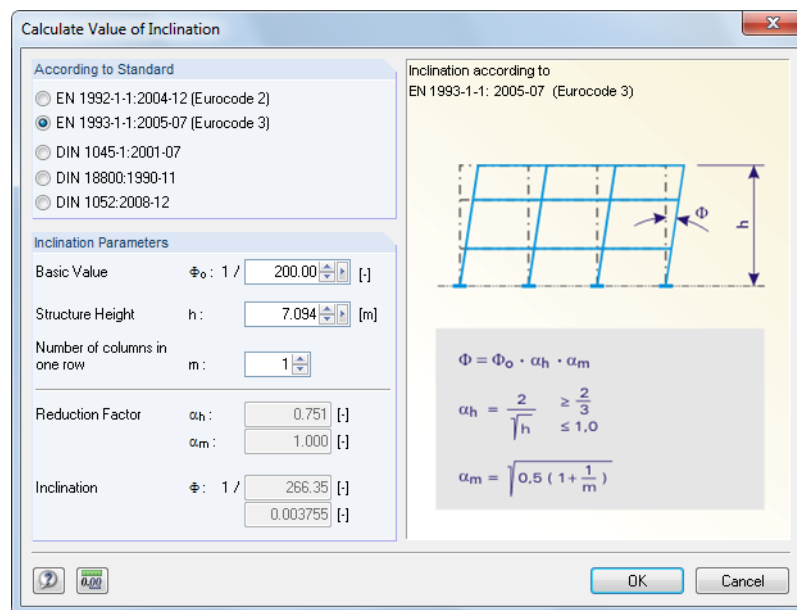 Calculate Value of Inclination
According to Standard
EN 1992-1-1:2004-12 (Eurocode 2)
EN 1993-1-1:2005-07 (Eurocode 3)
DIN 1045-1:2001-07
DIN 18800:1990-11
DIN 1052:2008-12
Inclination Parameters
Basic Value Φo : 1 / 200.00 [-]
Structure Height h : 7.094 [m]
Number of columns in
one row m : 1
Reduction Factor αh : 0.751 [-]
αm : 1.000 [-]
Inclination Φ : 1 / 266.35 [-]
0.003755 [-]
Inclination according to
EN 1993-1-1: 2005-07 (Eurocode 3)
Φ
h
Φ = Φo · αh · αm
αh = 2/√h ≥ 2/3
≤ 1,0
αm = √0,5 ( 1+ 1/m )
0.00
OK Cancel